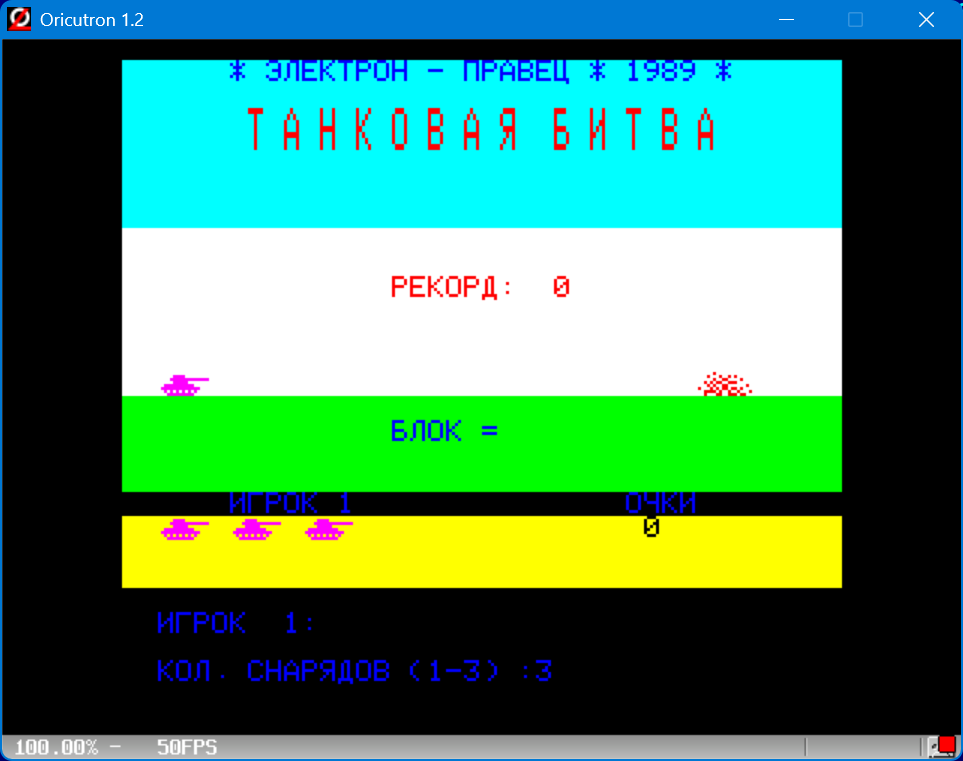 Oricutron 1.2
* ЭЛЕКТРОН - ПРАВЕЦ * 1989 *
ТАНКОВАЯ БИТВА
РЕКОРД: 0
БЛОК =
ИГРОК 1 ОЧКИ
0
ИГРОК 1:
КОЛ. СНАРЯДОВ (1-3) :3
100.00% - 50FPS